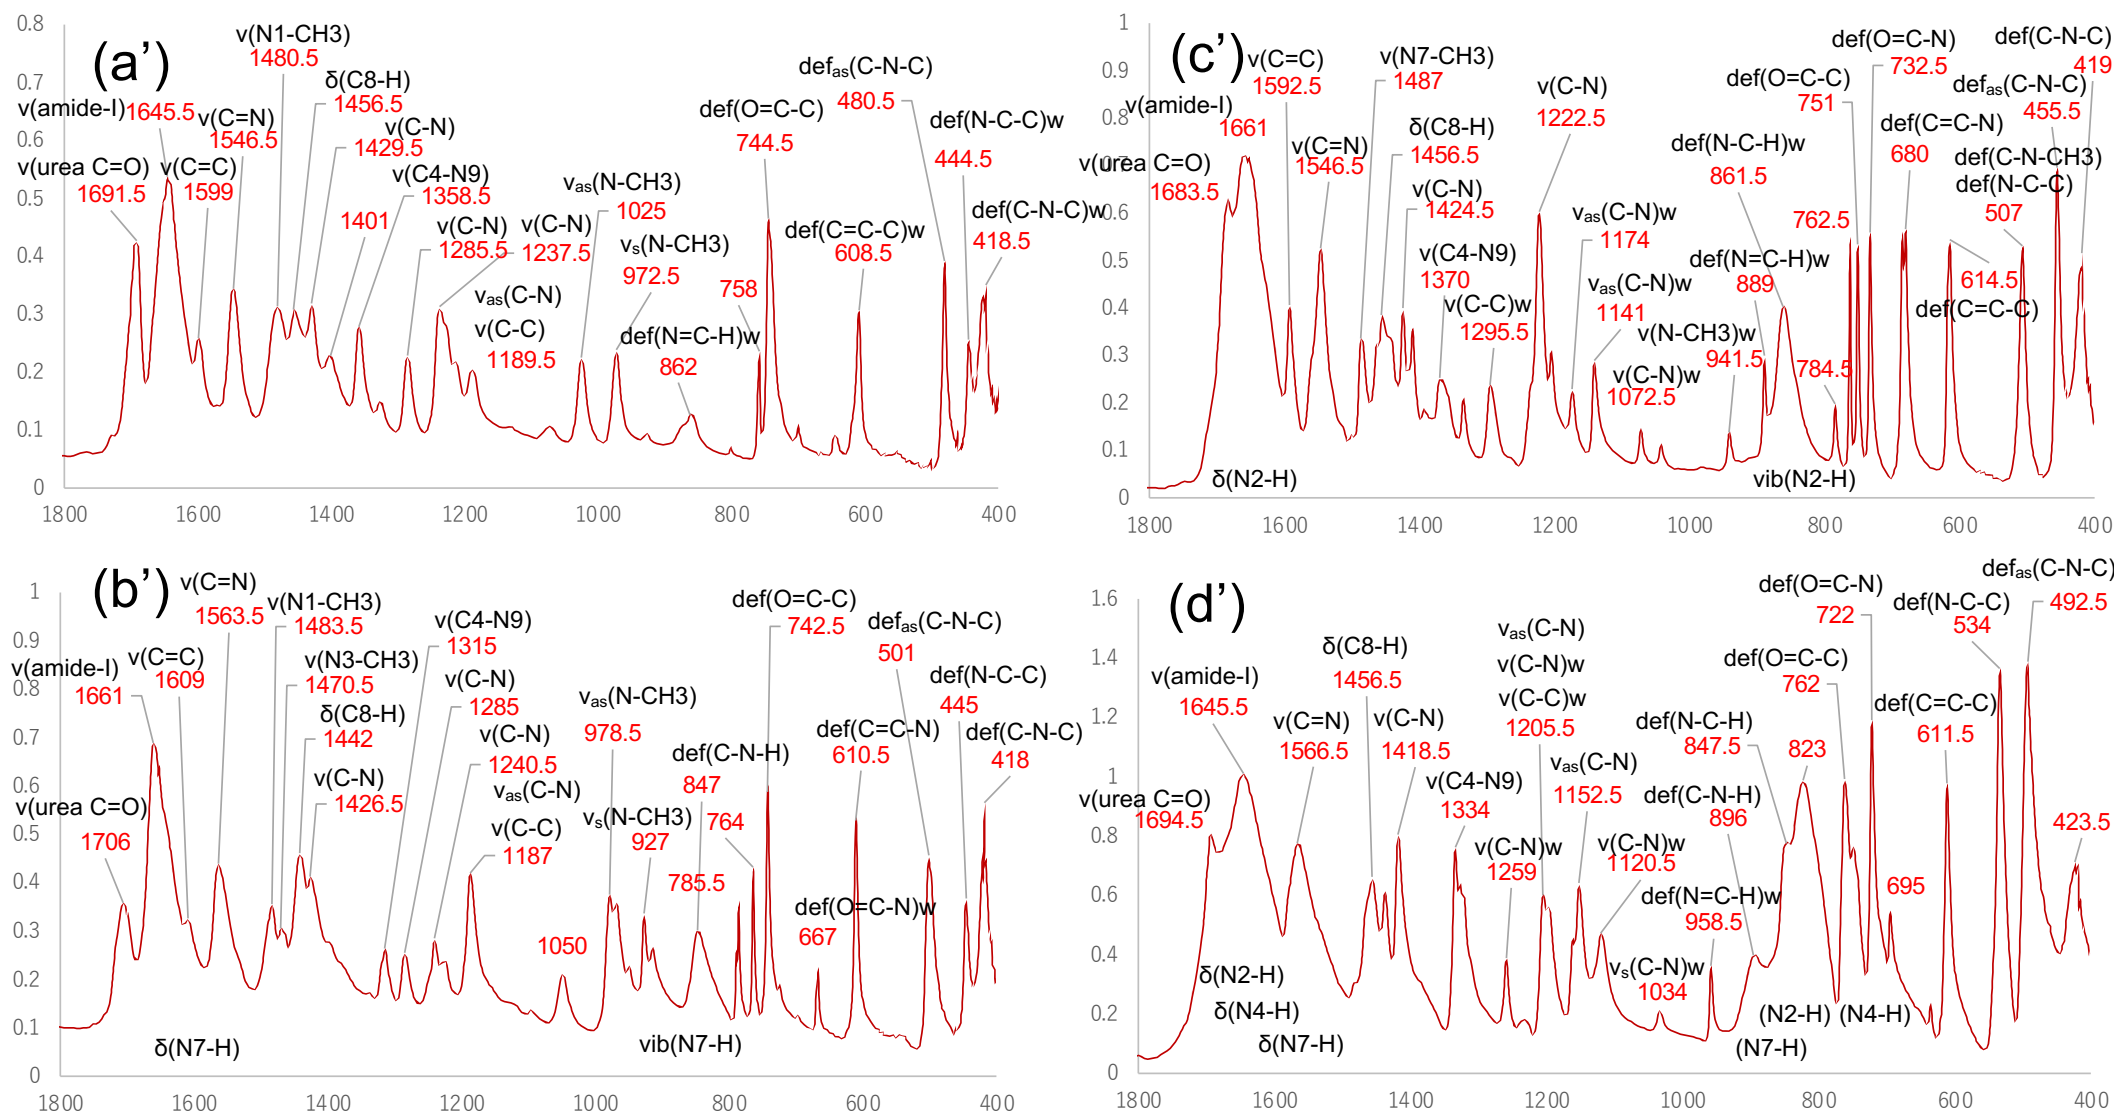 (a')
0.8
0.7
0.6
0.5
0.4
0.3
0.2
0.1
0
1800 1600 1400 1200 1000 800 600 400
v(urea C=O)
1691.5
v(amide-I) 1645.5
v(C=C)
1599
v(C=N)
1546.5
v(N1-CH3)
1480.5
δ(C8-H)
1456.5
v(C-N)
1429.5
1401
v(C4-N9)
1358.5
v(C-N)
1285.5
v(C-N)
1237.5
vas(C-N)
v(C-C)
1189.5
vas(N-CH3)
1025
vs(N-CH3)
972.5
def(N=C-H)w
862
758
def(O=C-C)
744.5
def(C=C-C)w
608.5
defas(C-N-C)
480.5
def(N-C-C)w
444.5
def(C-N-C)w
418.5
(c')
1
0.9
0.8
0.7
0.6
0.5
0.4
0.3
0.2
0.1
0
1800 1600 1400 1200 1000 800 600 400
v(urea C=O)
1683.5
v(amide-I)
1661
v(C=C)
1592.5
v(C=N)
1546.5
v(N7-CH3)
1487
δ(C8-H)
1456.5
v(C-N)
1424.5
v(C4-N9)
1370
v(C-C)w
1295.5
v(C-N)
1222.5
vas(C-N)w
1174
vas(C-N)w
1141
v(C-N)w
1072.5
v(N-CH3)w
941.5
def(N=C-H)w
889
def(N-C-H)w
861.5
784.5
762.5
def(O=C-C)
751
def(O=C-N)
732.5
def(C=C-N)
680
614.5
def(C=C-C)
def(C-N-CH3)
def(N-C-C)
507
defas(C-N-C)
455.5
def(C-N-C)
419
δ(N2-H)
vib(N2-H)
(b')
1
0.9
0.8
0.7
0.6
0.5
0.4
0.3
0.2
0.1
0
1800 1600 1400 1200 1000 800 600 400
v(urea C=O)
1706
v(amide-I)
1661
v(C=C)
1609
v(C=N)
1563.5
v(N1-CH3)
1483.5
v(N3-CH3)
1470.5
δ(C8-H)
1442
v(C-N)
1426.5
v(C4-N9)
1315
v(C-N)
1285
v(C-N)
1240.5
vas(C-N)
v(C-C)
1187
1050
vas(N-CH3)
978.5
vs(N-CH3)
927
def(C-N-H)
847
785.5
764
def(O=C-C)
742.5
def(O=C-N)w
667
def(C=C-N)
610.5
defas(C-N-C)
501
def(N-C-C)
445
def(C-N-C)
418
δ(N7-H)
vib(N7-H)
(d')
1.6
1.4
1.2
1
0.8
0.6
0.4
0.2
0
1800 1600 1400 1200 1000 800 600 400
v(urea C=O)
1694.5
v(amide-I)
1645.5
v(C=N)
1566.5
δ(C8-H)
1456.5
v(C-N)
1418.5
v(C4-N9)
1334
v(C-N)w
1259
vas(C-N)
v(C-N)w
v(C-C)w
1205.5
vas(C-N)
1152.5
v(C-N)w
1120.5
vs(C-N)w
1034
def(N=C-H)w
958.5
def(C-N-H)
896
def(N-C-H)
847.5
823
def(O=C-C)
762
def(O=C-N)
722
695
def(C=C-C)
611.5
def(N-C-C)
534
defas(C-N-C)
492.5
423.5
δ(N2-H)
δ(N4-H)
δ(N7-H)
(N2-H) (N4-H)
(N7-H)